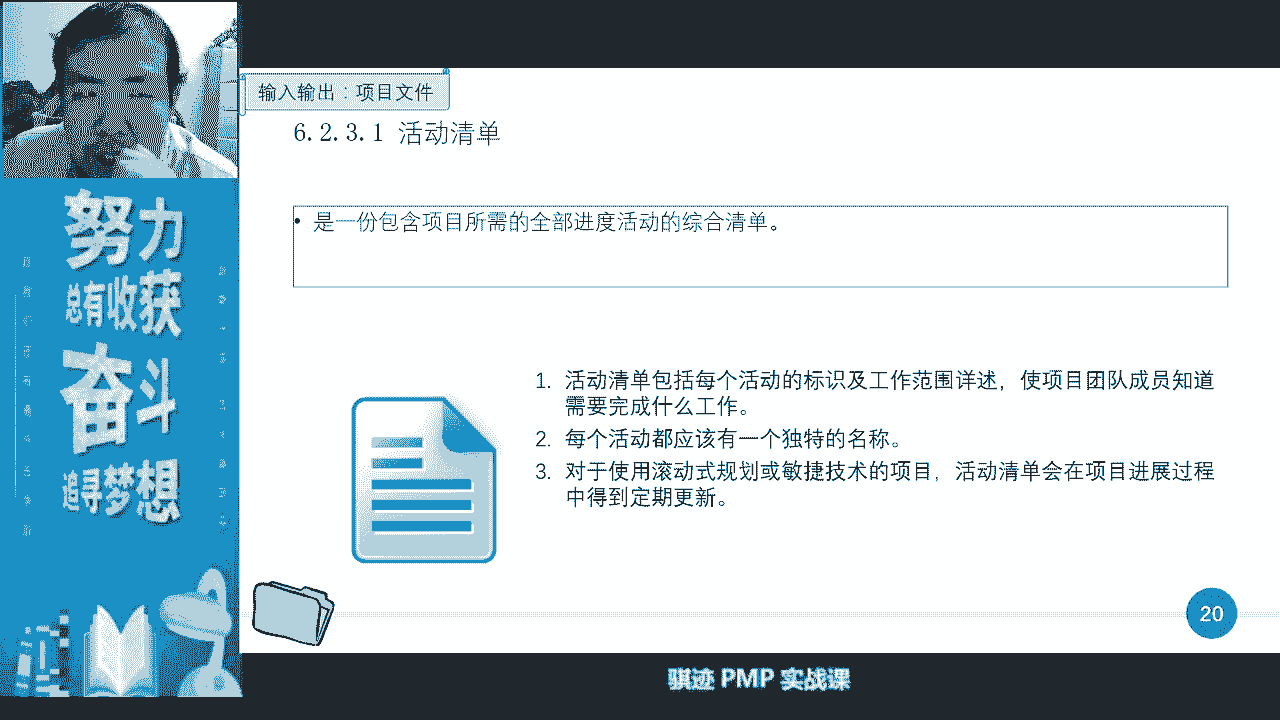 输入输出：项目文件
6.2.3.1 活动清单
• 是一份包含项目所需的全部进度活动的综合清单。
1. 活动清单包括每个活动的标识及工作范围详述，使项目团队成员知道
需要完成什么工作。
2. 每个活动都应该有一个独特的名称。
3. 对于使用滚动式规划或敏捷技术的项目，活动清单会在项目进展过程
中得到定期更新。
努力
总有收获
奋斗
追寻梦想
20
骐迹 PMP 实战课